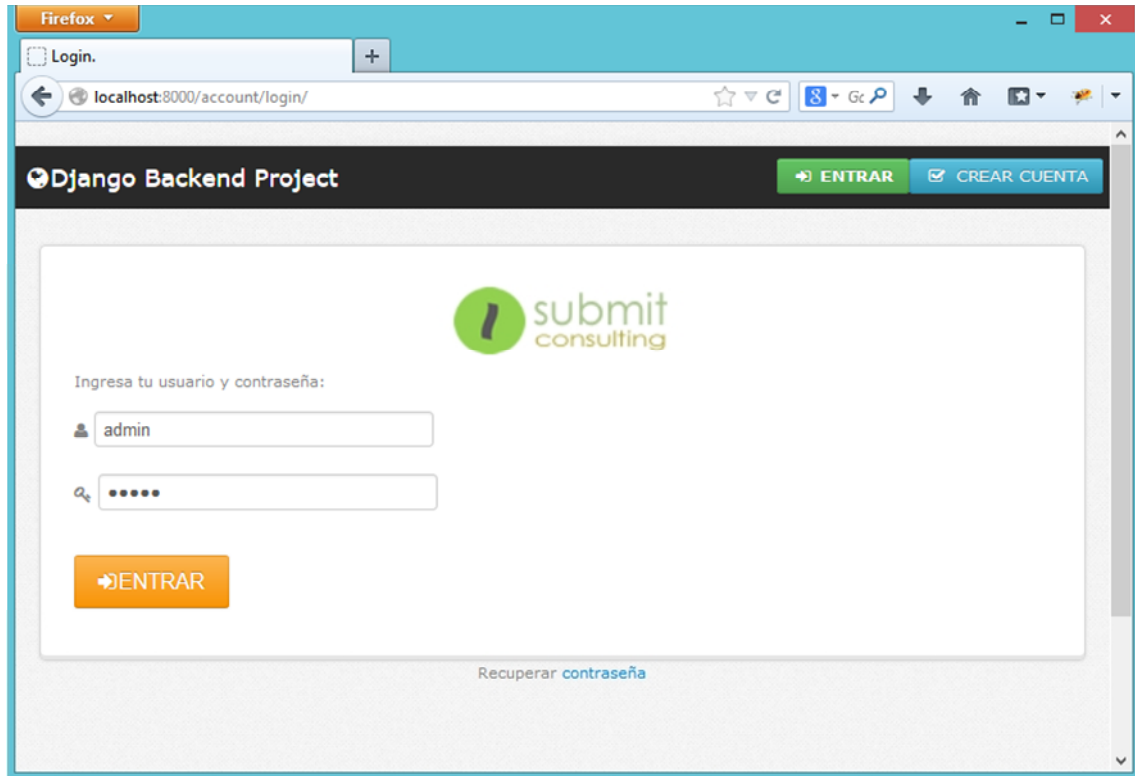 Firefox
Login.
localhost:8000/account/login/
Gc
Django Backend Project
ENTRAR
CREAR CUENTA
submit
consulting
Ingresa tu usuario y contraseña:
admin
•••••
ENTRAR
Recuperar contraseña